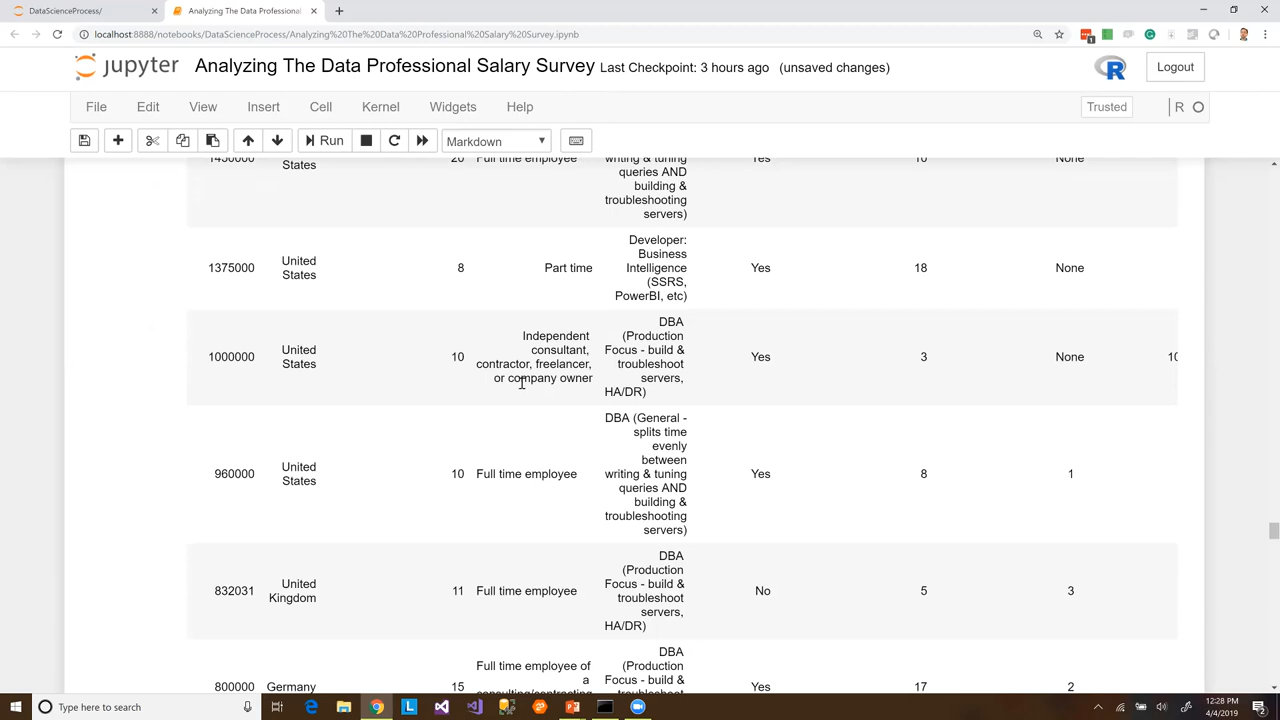 DataScienceProcess/
Analyzing The Data Professional
localhost:8888/notebooks/DataScienceProcess/Analyzing%20The%20Data%20Professional%20Salary%20Survey.ipynb
jupyter Analyzing The Data Professional Salary Survey Last Checkpoint: 3 hours ago (unsaved changes)
R
Logout
File Edit View Insert Cell Kernel Widgets Help
Trusted R
Run Markdown
1450000 States 20 Full time employee writing & tuning Yes 16 None
queries AND
building &
troubleshooting
servers)
Developer:
Business
1375000 United States 8 Part time Intelligence Yes 18 None
(SSRS,
PowerBI, etc)
DBA
Independent (Production
consultant, Focus - build &
1000000 United States 10 contractor, freelancer, troubleshoot Yes 3 None 10
or company owner servers,
HA/DR)
DBA (General -
splits time
evenly
between
960000 United States 10 Full time employee writing & tuning Yes 8 1
queries AND
building &
troubleshooting
servers)
DBA
(Production
Focus - build &
832031 United Kingdom 11 Full time employee troubleshoot No 5 3
servers,
HA/DR)
DBA
Full time employee of (Production
a Focus - build &
800000 Germany 15 consulting/contracting troubleshoot Yes 17 2
Type here to search
12:28 PM
4/4/2019